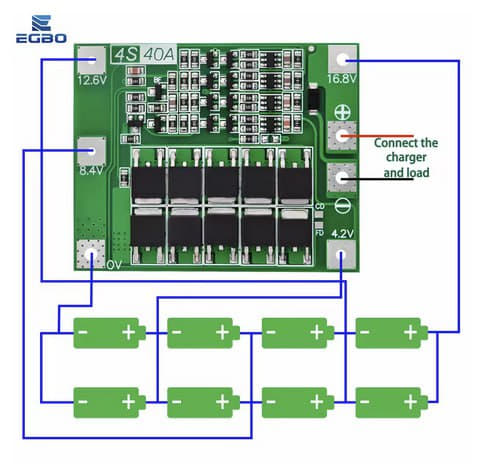 EGBO
4S 40A
12.6V
16.8V
Connect the
charger
and load
8.4V
CD
FD
4.2V
0V